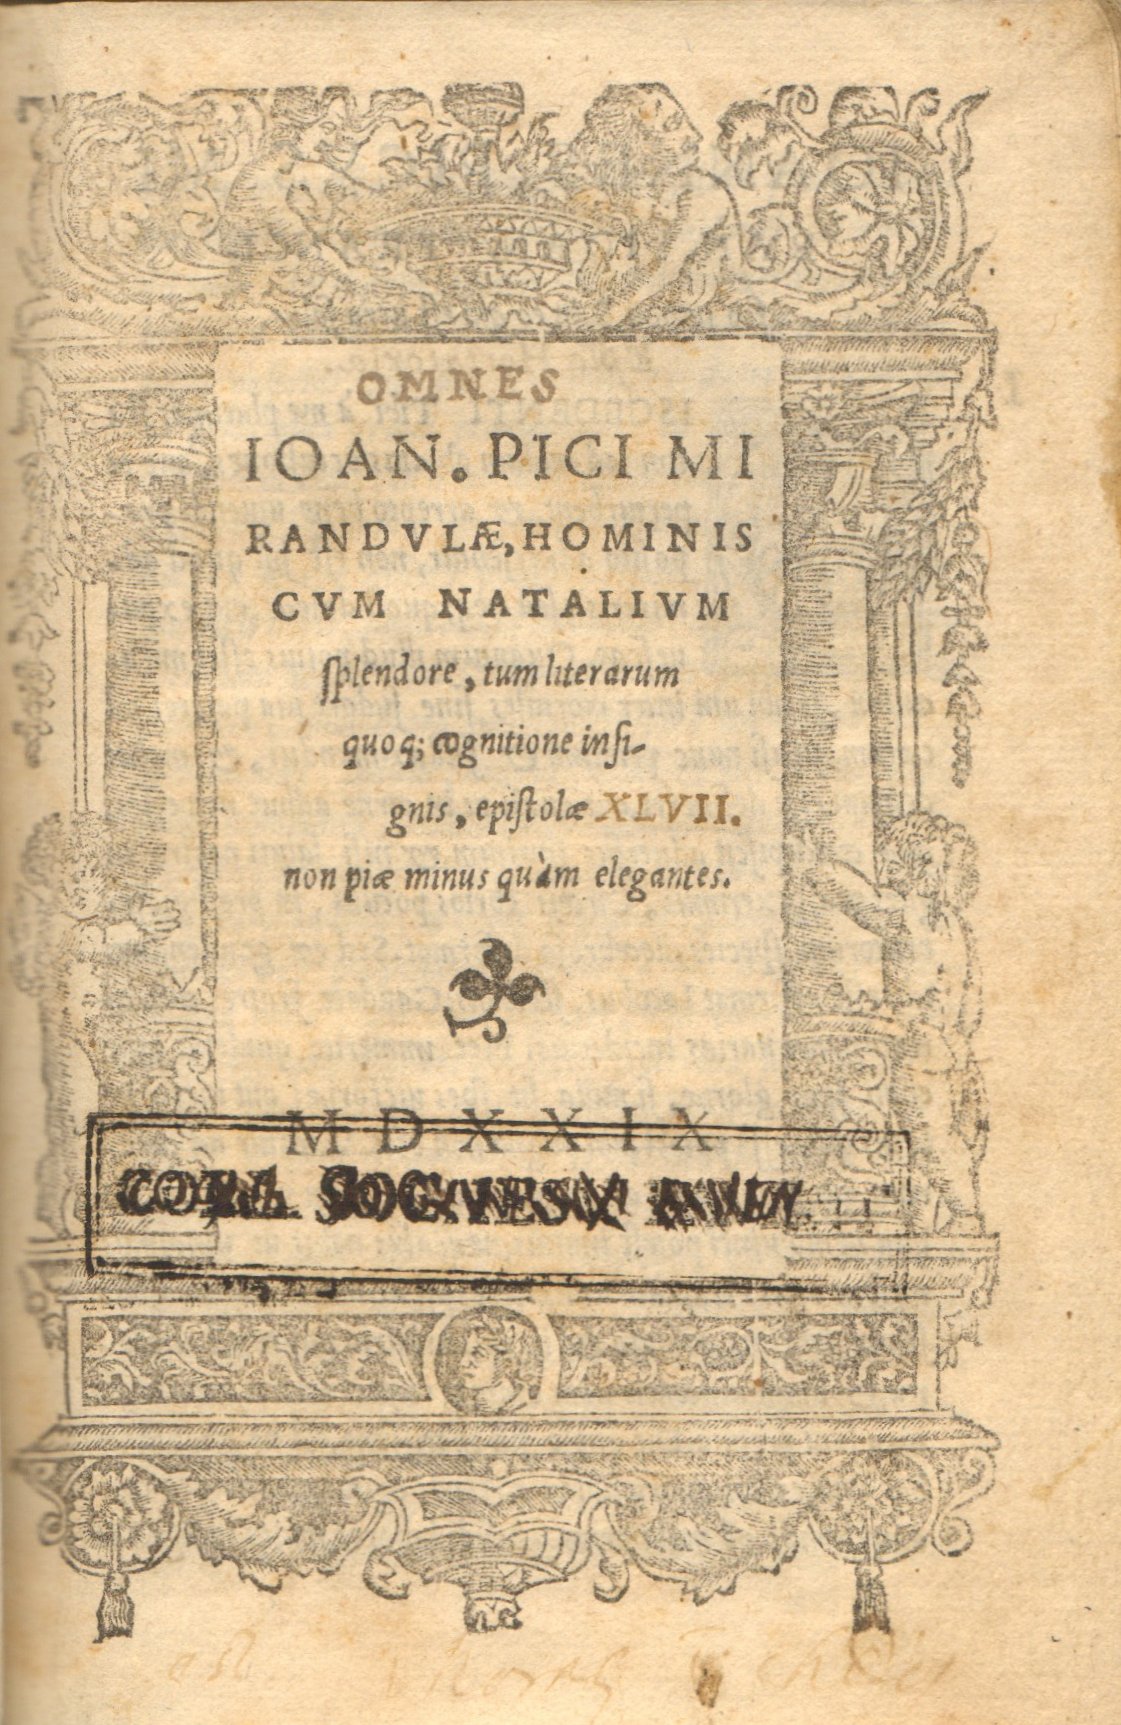 OMNES
IOAN. PICI MI
RANDVLÆ, HOMINIS
CVM NATALIVM
ſplendore, tum literarum
quoq; cognitione inſi-
gnis, epiſtolæ XLVII.
non piæ minus quàm elegantes.
MDXXIX